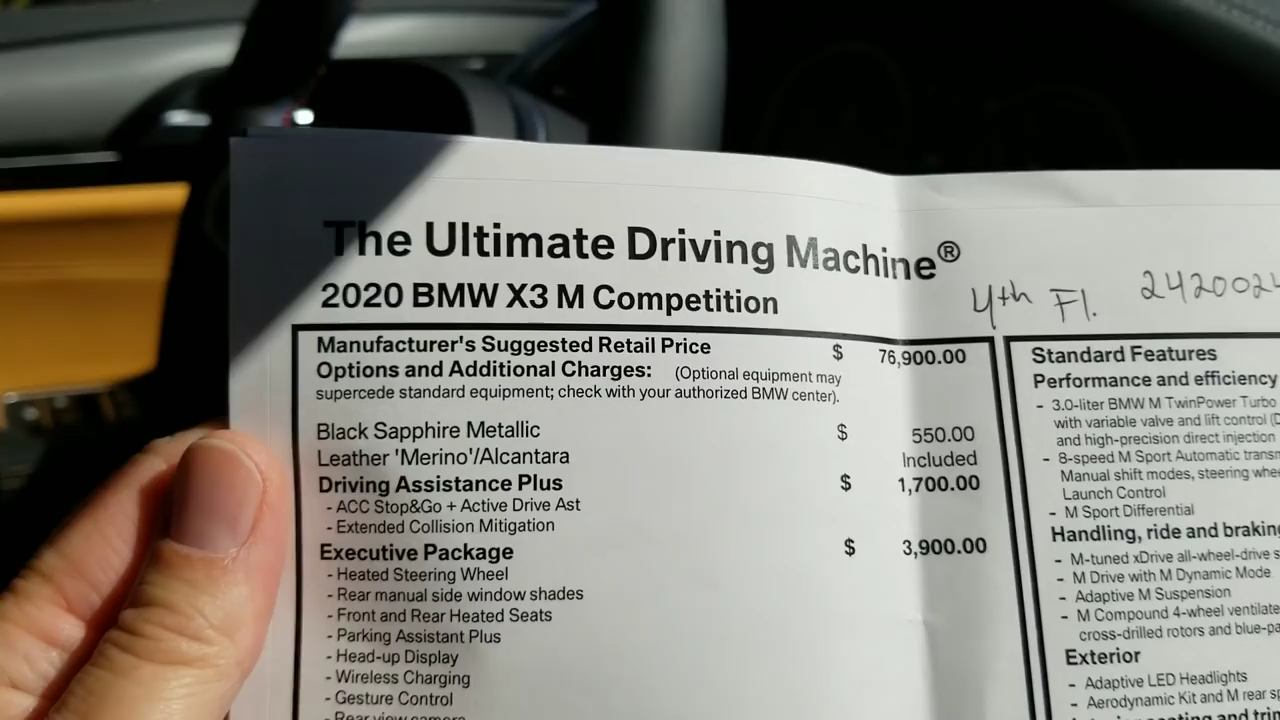 The Ultimate Driving Machine®
2020 BMW X3 M Competition
4th Fl.
Manufacturer's Suggested Retail Price $ 76,900.00
Options and Additional Charges: (Optional equipment may
supercede standard equipment; check with your authorized BMW center).
Black Sapphire Metallic $ 550.00
Leather 'Merino'/Alcantara Included
Driving Assistance Plus $ 1,700.00
- ACC Stop&Go + Active Drive Ast
- Extended Collision Mitigation
Executive Package $ 3,900.00
- Heated Steering Wheel
- Rear manual side window shades
- Front and Rear Heated Seats
- Parking Assistant Plus
- Head-up Display
- Wireless Charging
- Gesture Control
- Rear view camera
Standard Features
Performance and efficiency
- 3.0-liter BMW M TwinPower Turbo
with variable valve and lift control
and high-precision direct injection
- 8-speed M Sport Automatic
Manual shift modes, steering
Launch Control
- M Sport Differential
Handling, ride and
- M-tuned xDrive all-wheel-drive
- M Drive with M Dynamic Mode
- Adaptive M Suspension
- M Compound 4-wheel
cross-drilled rotors and
Exterior
- Adaptive LED Headlights
- Aerodynamic Kit and M rear